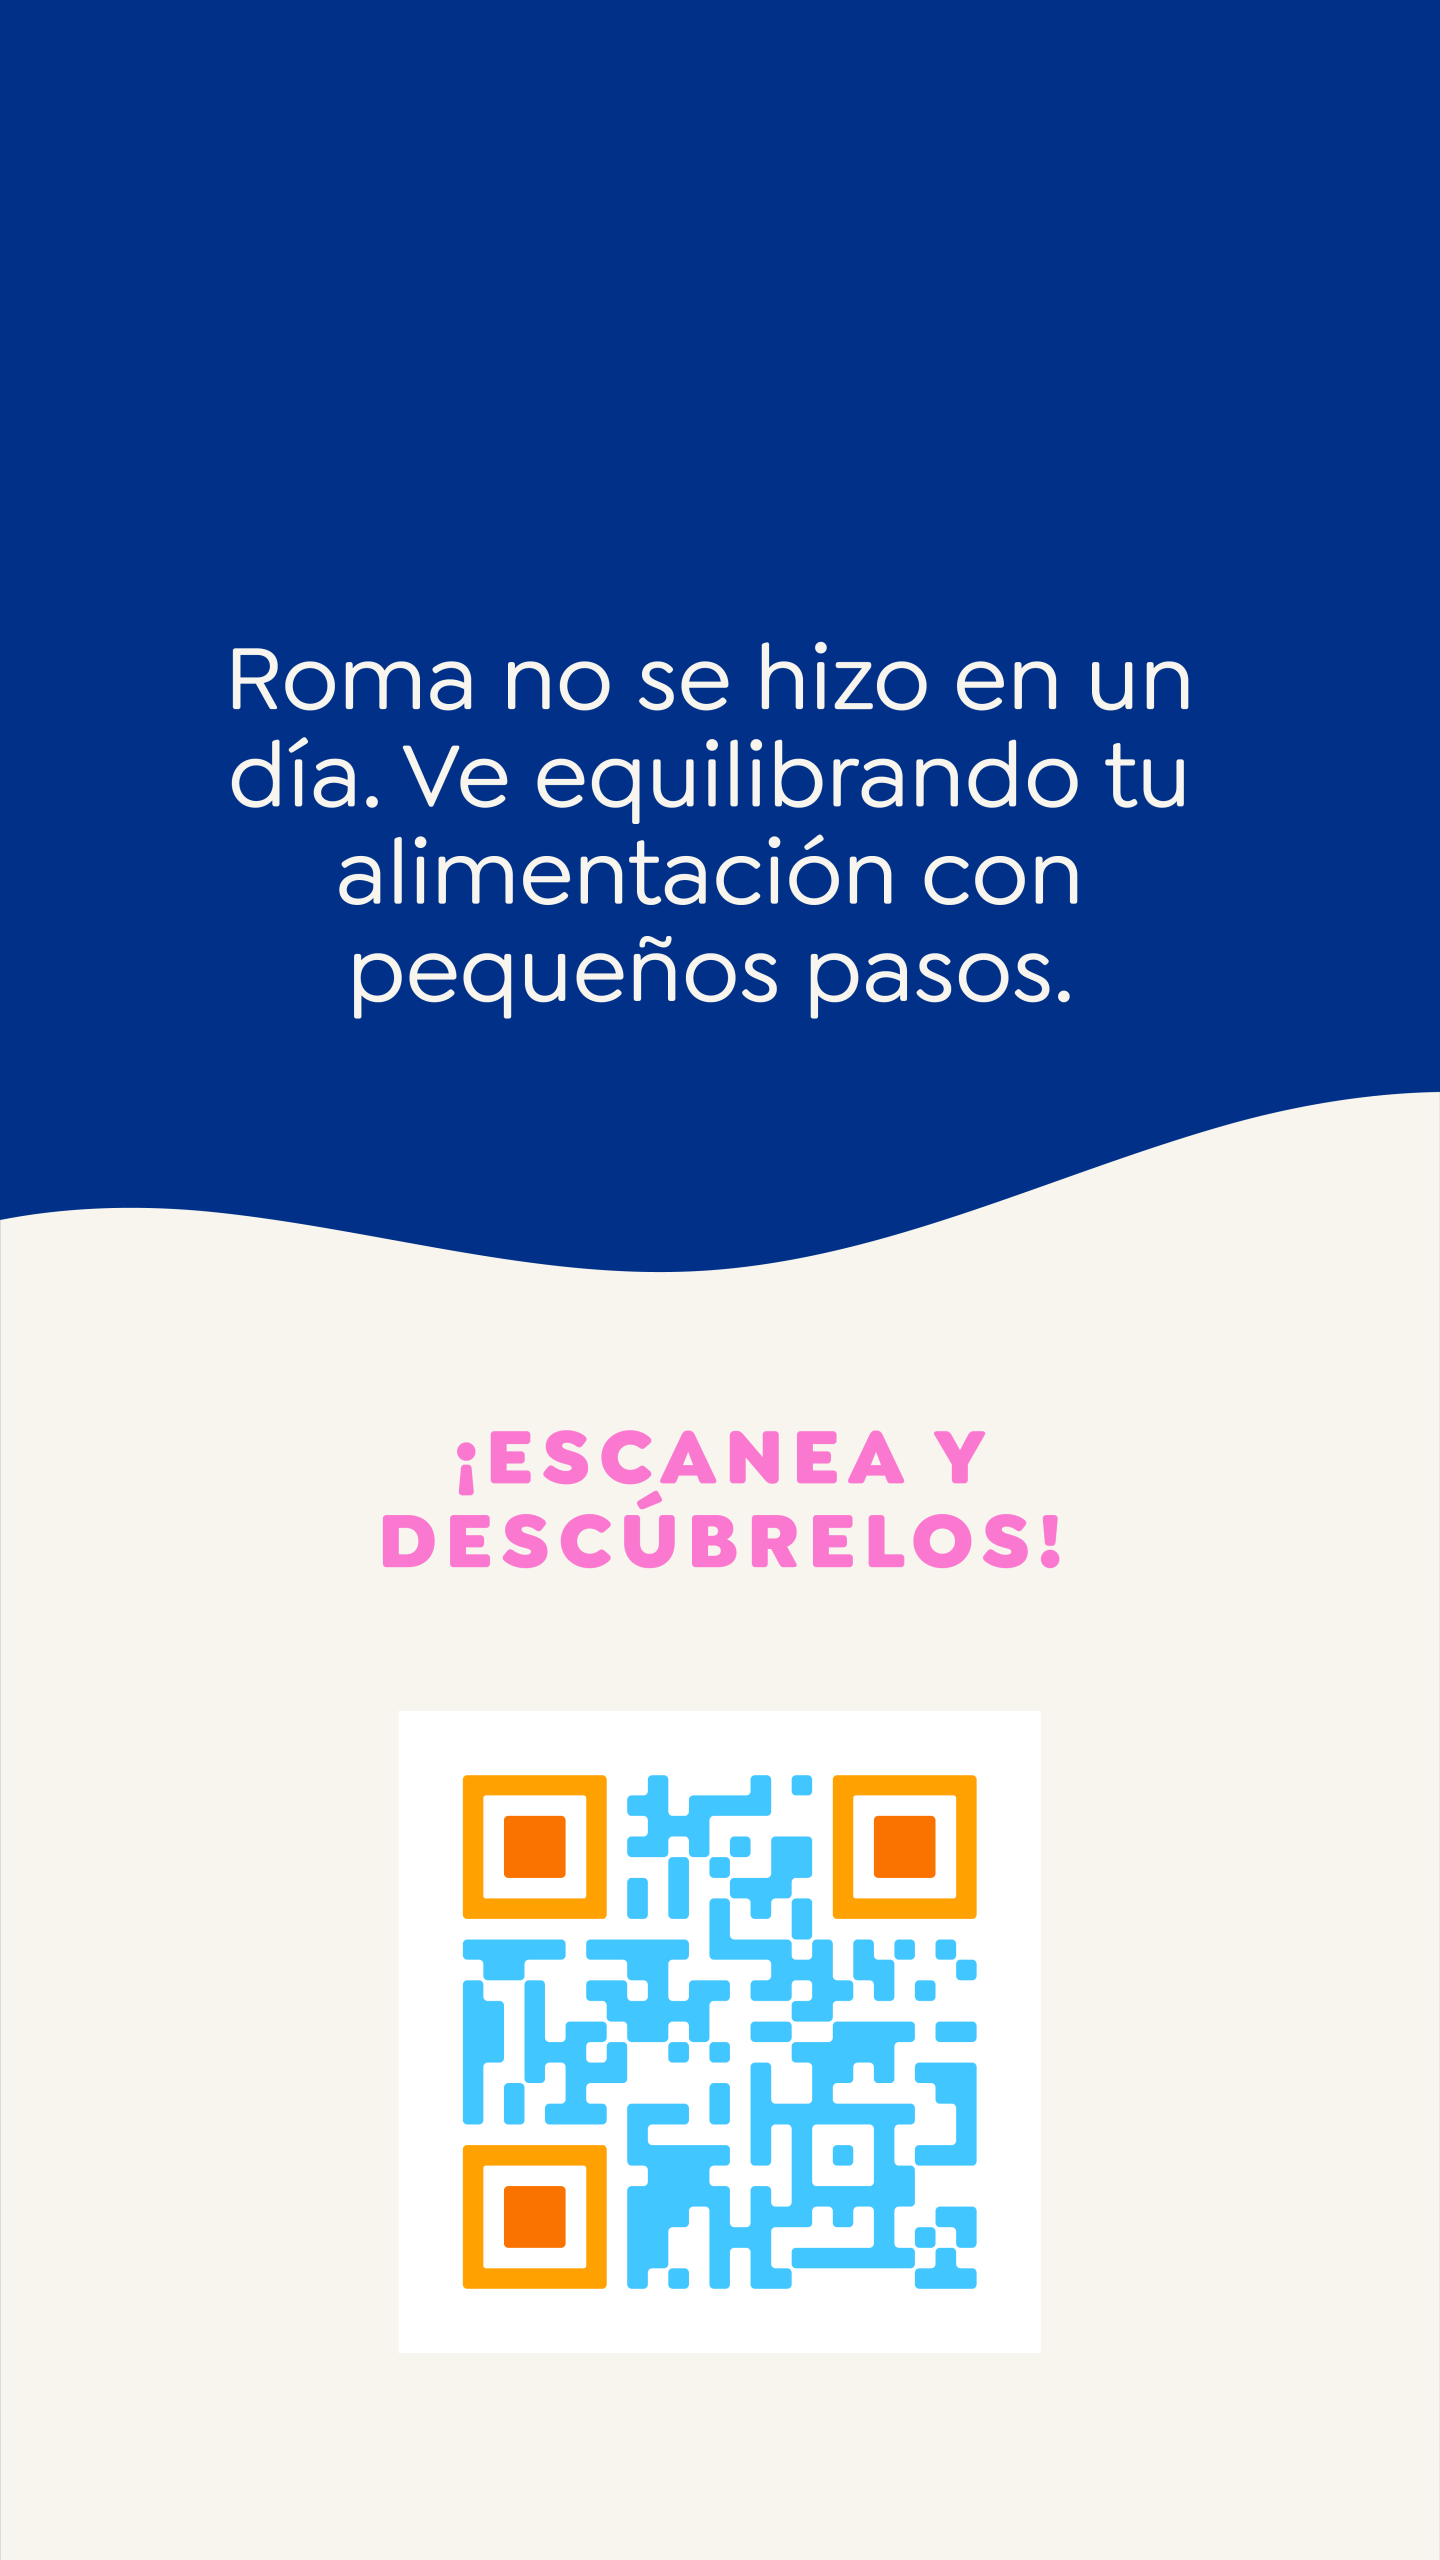 Roma no se hizo en un
día. Ve equilibrando tu
alimentación con
pequeños pasos.
¡ESCANEA Y
DESCÚBRELOS!